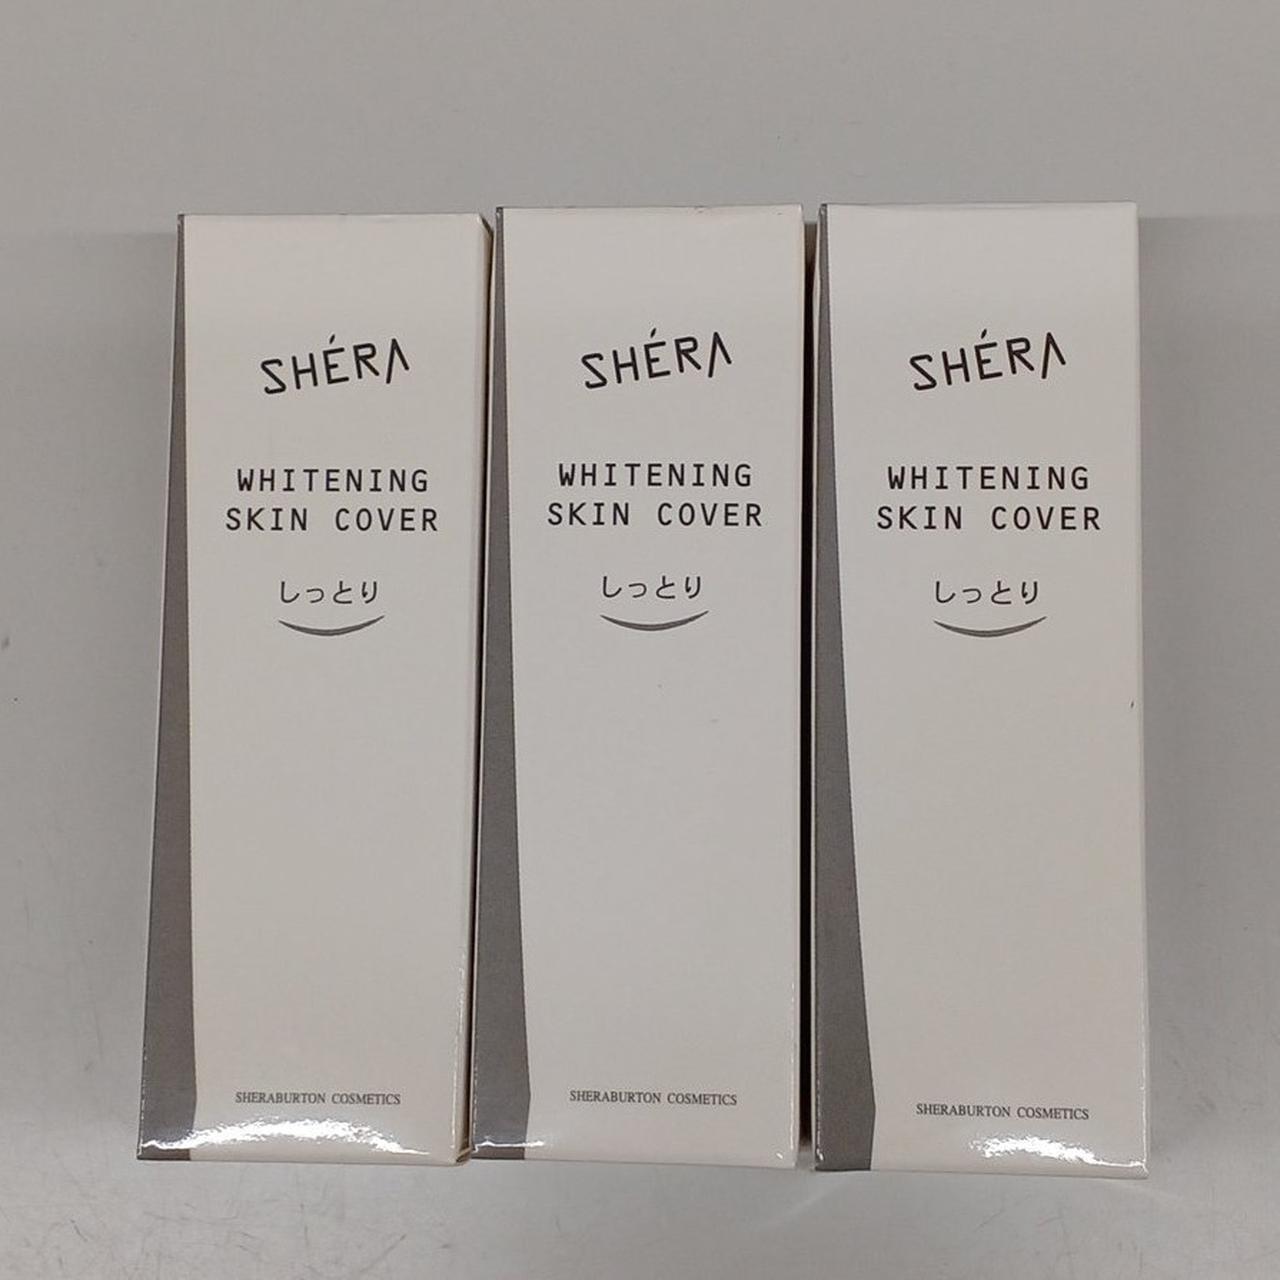 SHÉRA
WHITENING
SKIN COVER
しっとり
SHERABURTON COSMETICS
SHÉRA
WHITENING
SKIN COVER
しっとり
SHERABURTON COSMETICS
SHÉRA
WHITENING
SKIN COVER
しっとり
SHERABURTON COSMETICS